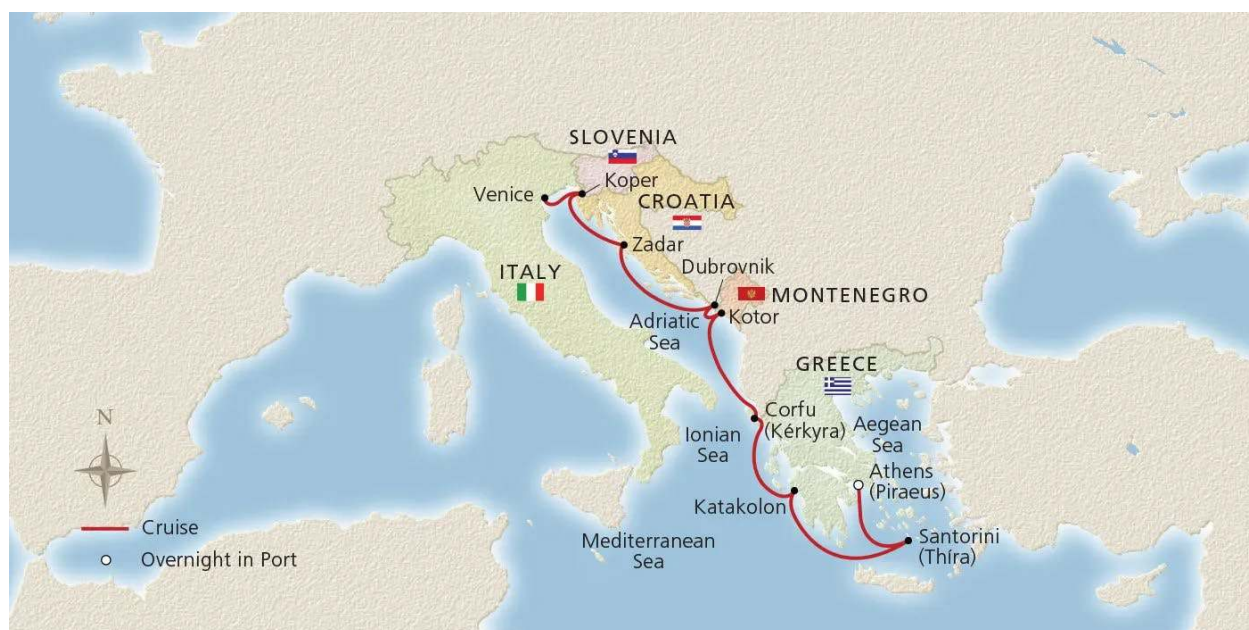 SLOVENIA
Koper
Venice
CROATIA
Zadar
Dubrovnik
ITALY
MONTENEGRO
Kotor
Adriatic
Sea
GREECE
Corfu
(Kérkyra)
Aegean
Sea
Ionian
Sea
Athens
(Piraeus)
Katakolon
Santorini
(Thíra)
Mediterranean
Sea
N
Cruise
Overnight in Port